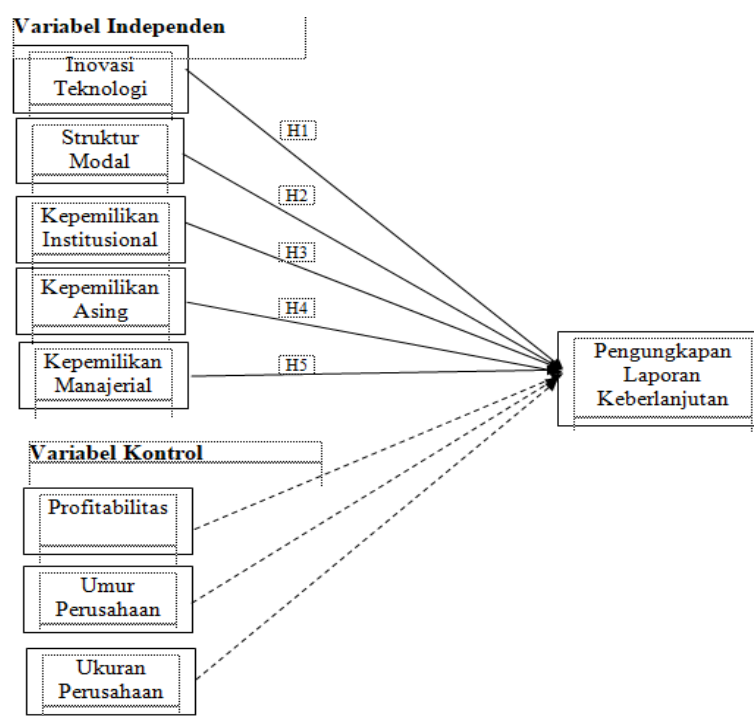 Variabel Independen
Inovasi
Teknologi
H1
Struktur
Modal
H2
Kepemilikan
Institusional
H3
Kepemilikan
Asing
H4
Kepemilikan
Manajerial
H5
Pengungkapan
Laporan
Keberlanjutan
Variabel Kontrol
Profitabilitas
Umur
Perusahaan
Ukuran
Perusahaan